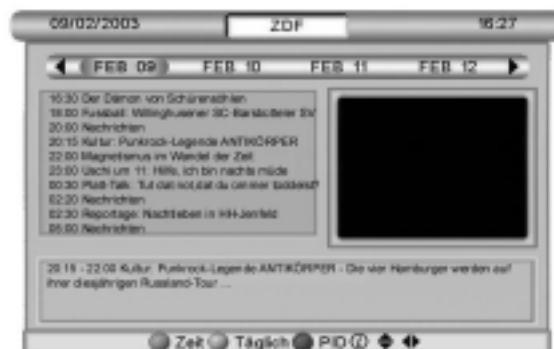 09/02/2003 ZDF 16:27
FEB 09 FEB 10 FEB 11 FEB 12
16:30 Der Dämon von
18:00 Fussball: Willinghusener SC-Barsbütteler SV
20:00 Nachrichten
20:15 Kultur: Punkrock-Legende ANTIKÖRPER
22:00 Magnetismus im Wandel der Zeit
23:00 Uschi um 11: Hilfe, ich bin nachts müde
00:30 Platt-Talk: Tut dat not, dat du ommer
02:20 Nachrichten
02:30 Reportage: Nachtleben in HH-Jenfeld
05:00 Nachrichten
20:15 - 22:00 Kultur: Punkrock-Legende ANTIKÖRPER - Die vier Hamburger werden auf
ihrer diesjährigen Russland-Tour ...
Zeit Täglich PID i